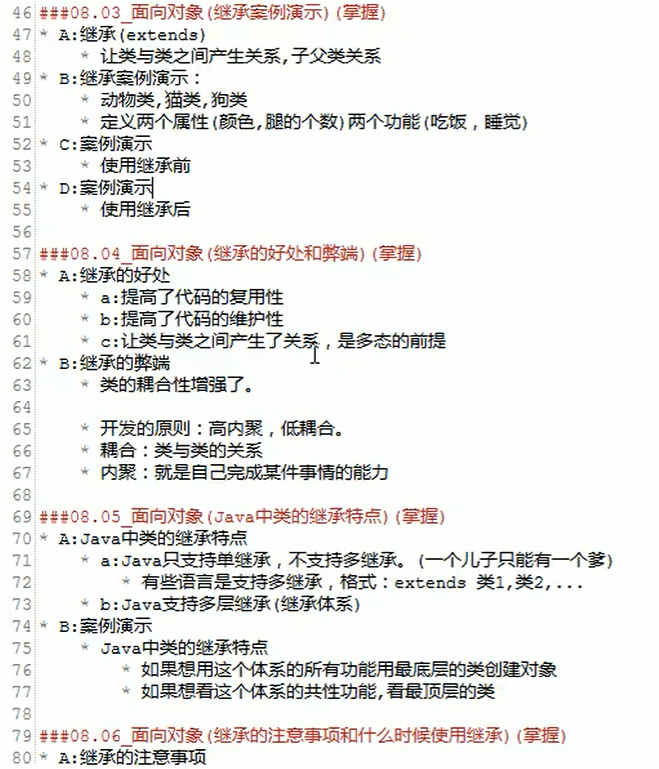 46 ###08.03_面向对象(继承案例演示)(掌握)
47 * A:继承(extends)
48 * 让类与类之间产生关系,子父类关系
49 * B:继承案例演示：
50 * 动物类,猫类,狗类
51 * 定义两个属性(颜色,腿的个数)两个功能(吃饭，睡觉)
52 * C:案例演示
53 * 使用继承前
54 * D:案例演示
55 * 使用继承后
56
57 ###08.04_面向对象(继承的好处和弊端)(掌握)
58 * A:继承的好处
59 * a:提高了代码的复用性
60 * b:提高了代码的维护性
61 * c:让类与类之间产生了关系，是多态的前提
62 * B:继承的弊端
63 * 类的耦合性增强了。
64
65 * 开发的原则：高内聚，低耦合。
66 * 耦合：类与类的关系
67 * 内聚：就是自己完成某件事情的能力
68
69 ###08.05_面向对象(Java中类的继承特点)(掌握)
70 * A:Java中类的继承特点
71 * a:Java只支持单继承，不支持多继承。(一个儿子只能有一个爹)
72 * 有些语言是支持多继承，格式：extends 类1,类2,...
73 * b:Java支持多层继承(继承体系)
74 * B:案例演示
75 * Java中类的继承特点
76 * 如果想用这个体系的所有功能用最底层的类创建对象
77 * 如果想看这个体系的共性功能,看最顶层的类
78
79 ###08.06_面向对象(继承的注意事项和什么时候使用继承)(掌握)
80 * A:继承的注意事项